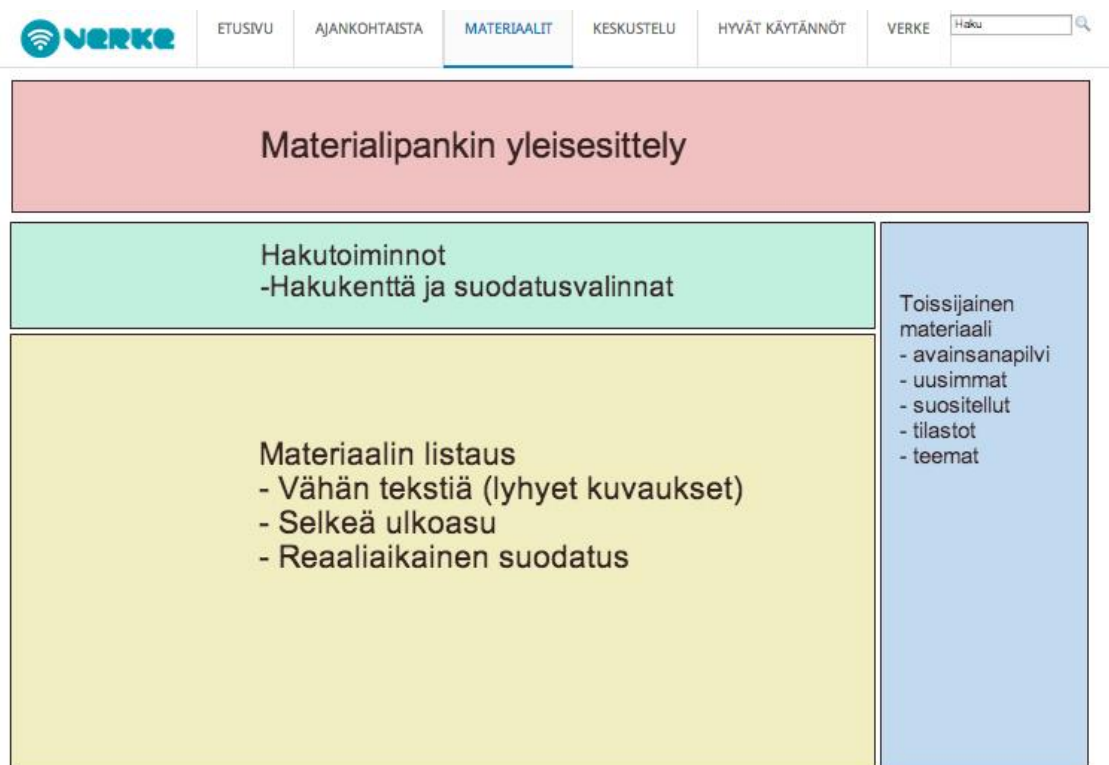 VERKE
ETUSIVU
AJANKOHTAISTA
MATERIAALIT
KESKUSTELU
HYVÄT KÄYTÄNNÖT
VERKE
Haku
Materialipankin yleisesittely
Hakutoiminnot
-Hakukenttä ja suodatusvalinnat
Materiaalin listaus
- Vähän tekstiä (lyhyet kuvaukset)
- Selkeä ulkoasu
- Reaaliaikainen suodatus
Toissijainen
materiaali
- avainsanapilvi
- uusimmat
- suositellut
- tilastot
- teemat